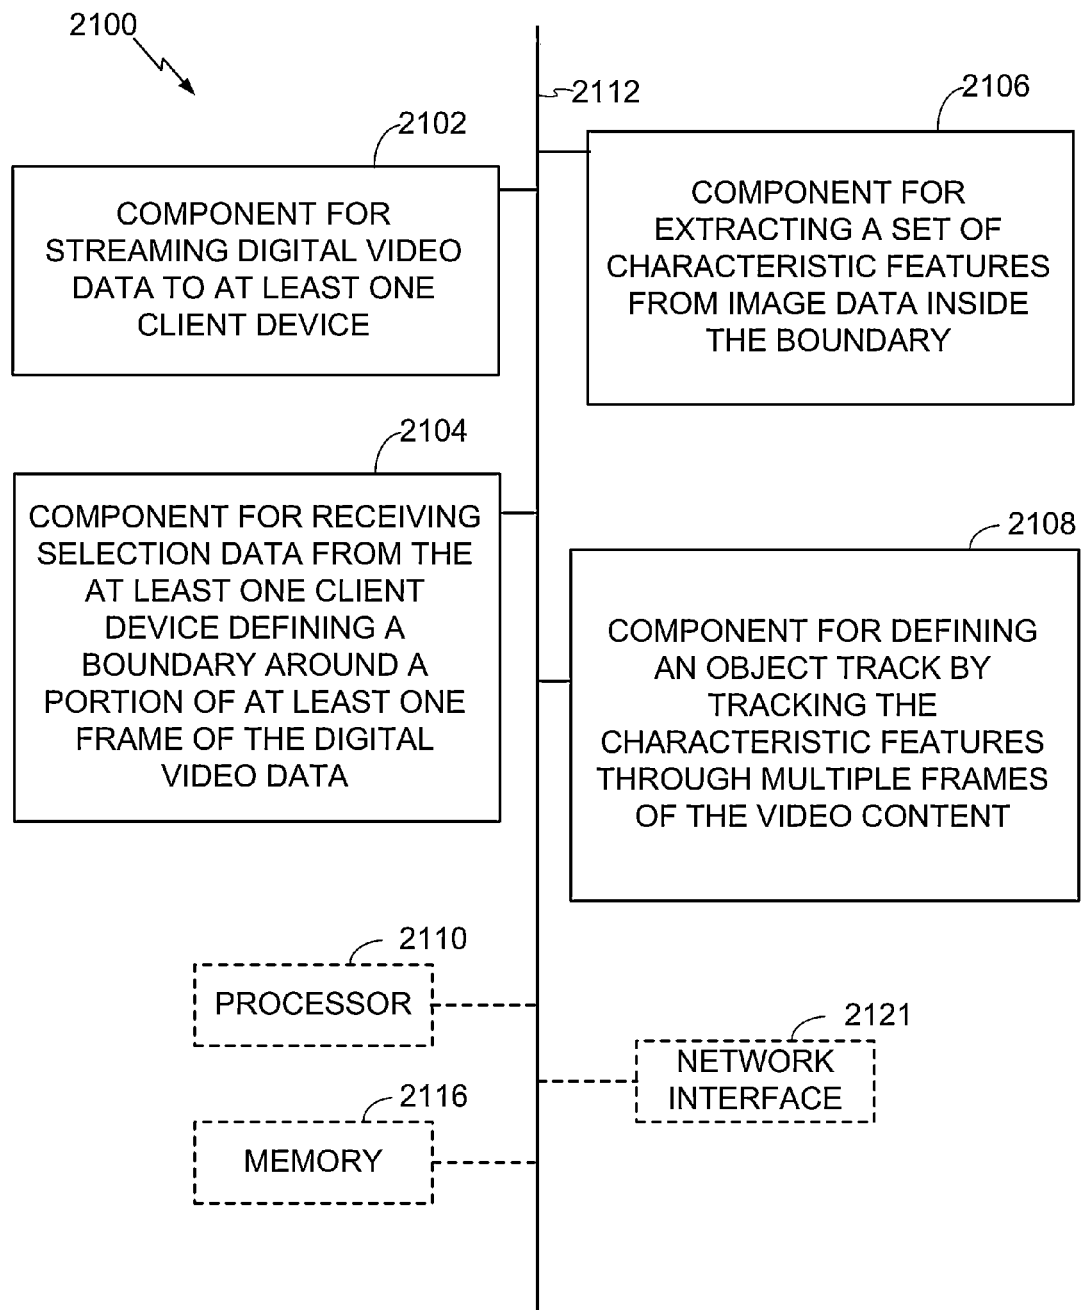 2100
2112
2106
2102
COMPONENT FOR
STREAMING DIGITAL VIDEO
DATA TO AT LEAST ONE
CLIENT DEVICE
COMPONENT FOR
EXTRACTING A SET OF
CHARACTERISTIC FEATURES
FROM IMAGE DATA INSIDE
THE BOUNDARY
2104
COMPONENT FOR RECEIVING
SELECTION DATA FROM THE
AT LEAST ONE CLIENT
DEVICE DEFINING A
BOUNDARY AROUND A
PORTION OF AT LEAST ONE
FRAME OF THE DIGITAL
VIDEO DATA
2108
COMPONENT FOR DEFINING
AN OBJECT TRACK BY
TRACKING THE
CHARACTERISTIC FEATURES
THROUGH MULTIPLE FRAMES
OF THE VIDEO CONTENT
2110
PROCESSOR
2121
NETWORK
INTERFACE
2116
MEMORY